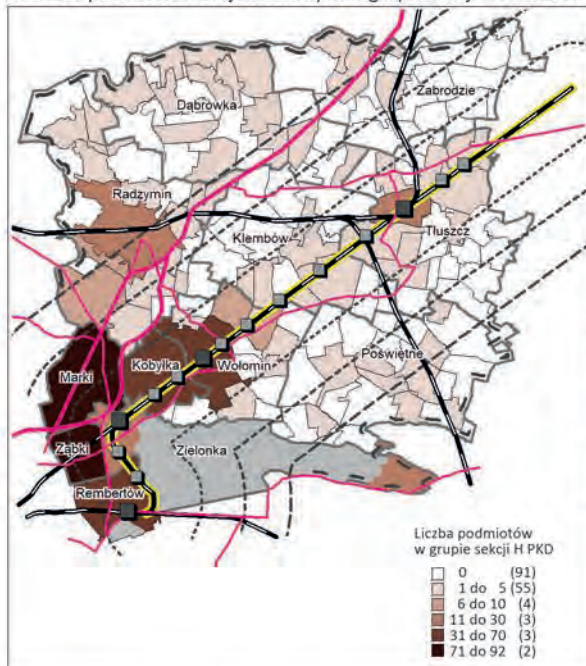 Dąbrówka
Zabrodzie
Radzymin
Klembów
Tłuszcz
Marki
Kobyłka
Wołomin
Poświętne
Ząbki
Zielonka
Rembertów
Liczba podmiotów
w grupie sekcji H PKD
0 (91)
1 do 5 (55)
6 do 10 (4)
11 do 30 (3)
31 do 70 (3)
71 do 92 (2)